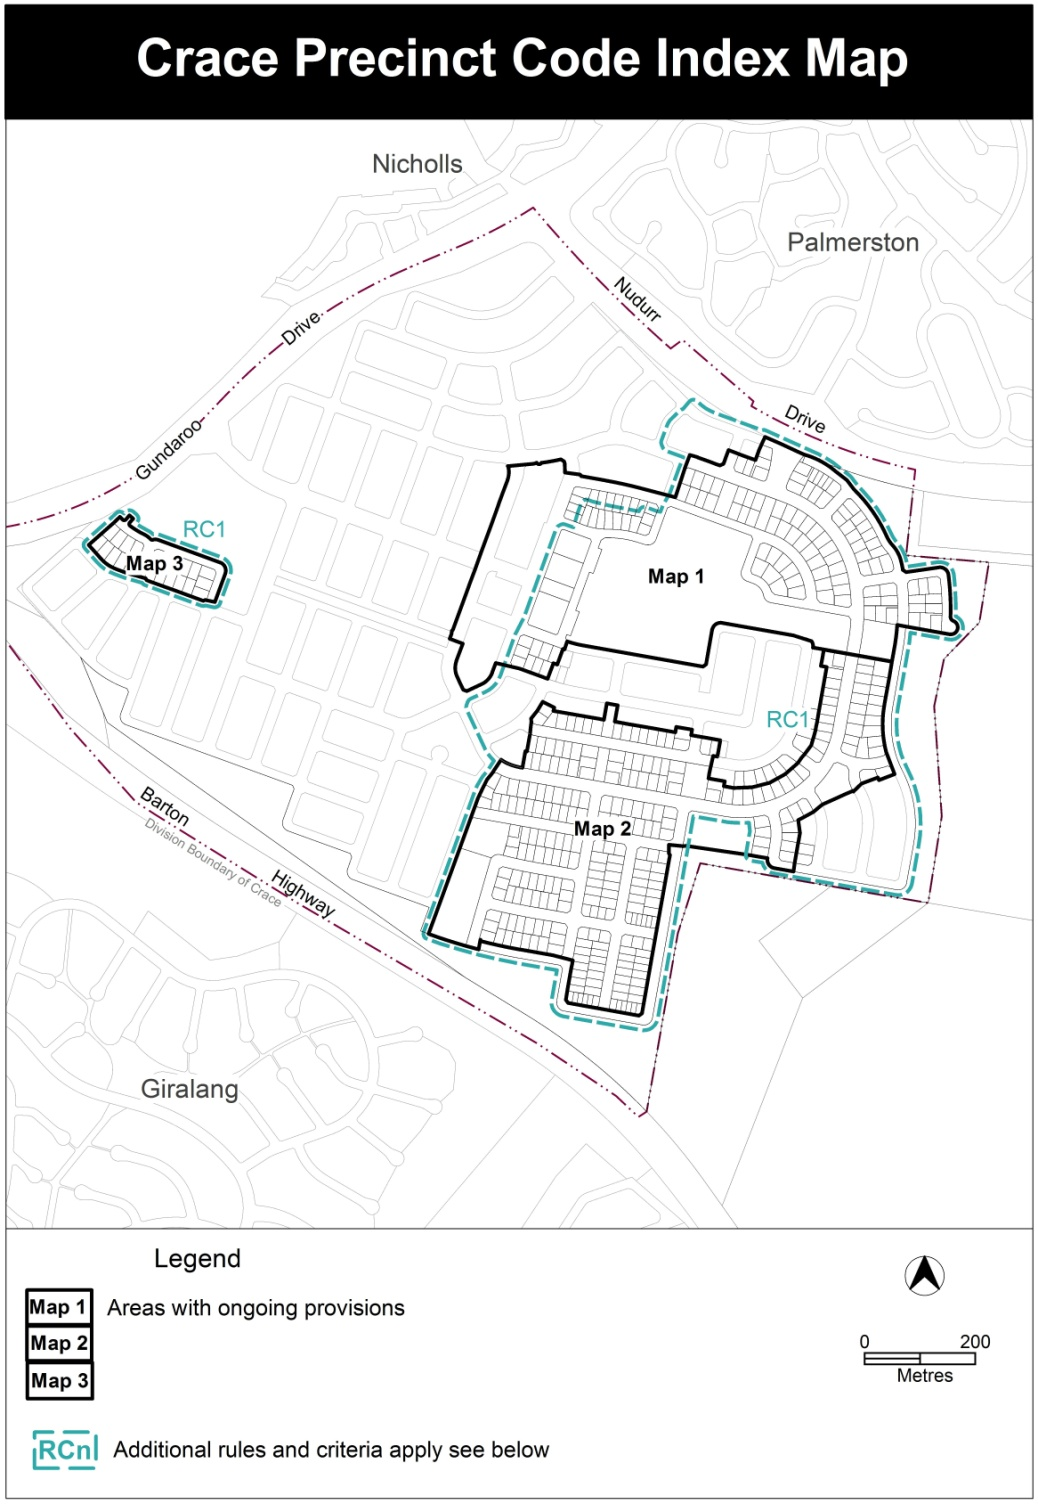 Crace Precinct Code Index Map
Nicholls
Palmerston
Nudurr
Drive
Drive
Gundaroo
RC1
Map 3
Map 1
RC1
Map 2
Barton
Division Boundary of Crace
Highway
Giralang
Legend
Map 1 Areas with ongoing provisions
Map 2
Map 3
0 200
Metres
RCn Additional rules and criteria apply see below